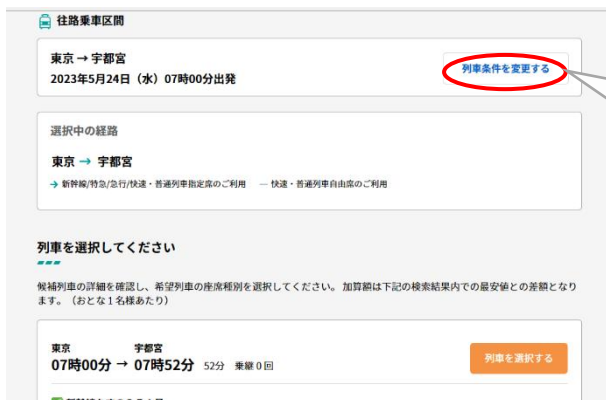 往路乗車区間
東京 → 宇都宮
2023年5月24日（水）07時00分出発
列車条件を変更する
選択中の経路
東京 → 宇都宮
→ 新幹線/特急/急行/快速・普通列車指定席のご利用 ー 快速・普通列車自由席のご利用
列車を選択してください
候補列車の詳細を確認し、希望列車の座席種別を選択してください。 加算額は下記の検索結果内での最安値との差額となり
ます。（おとな１名様あたり）
東京 宇都宮
07時00分 → 07時52分 52分 乗継０回
列車を選択する